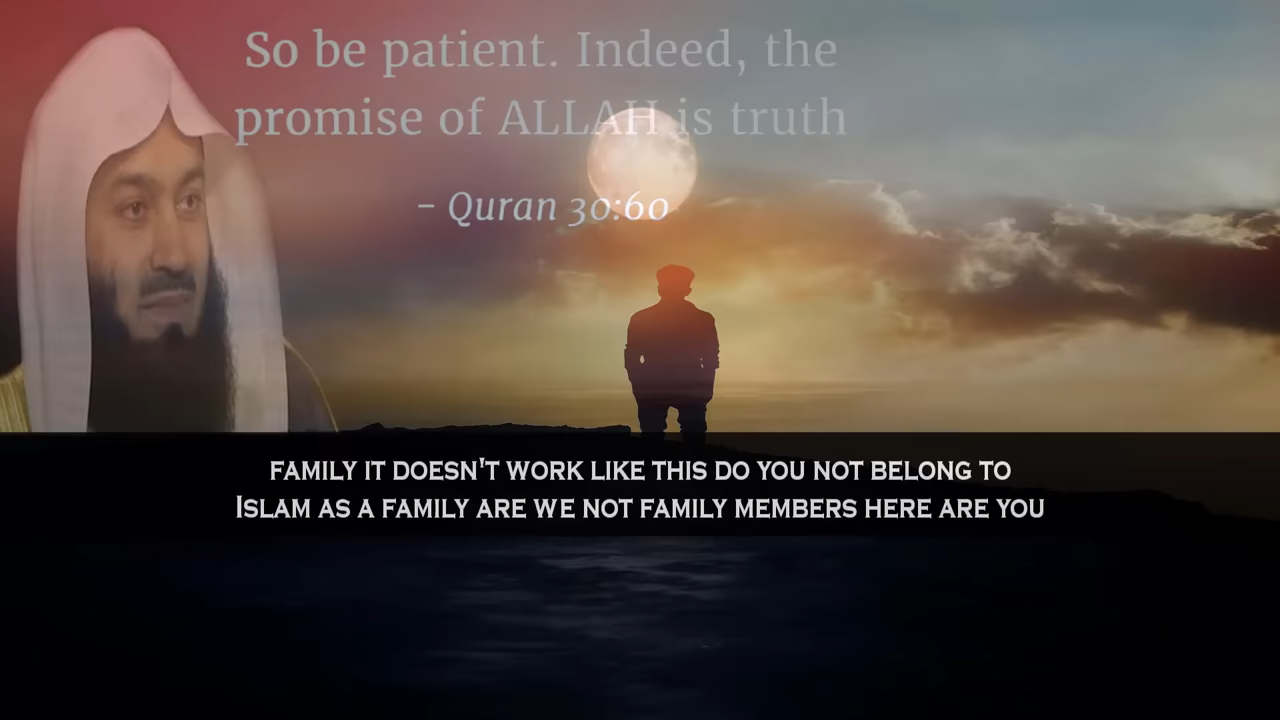 So be patient. Indeed, the
promise of ALLAH is truth
- Quran 30:60
FAMILY IT DOESN'T WORK LIKE THIS DO YOU NOT BELONG TO
ISLAM AS A FAMILY ARE WE NOT FAMILY MEMBERS HERE ARE YOU